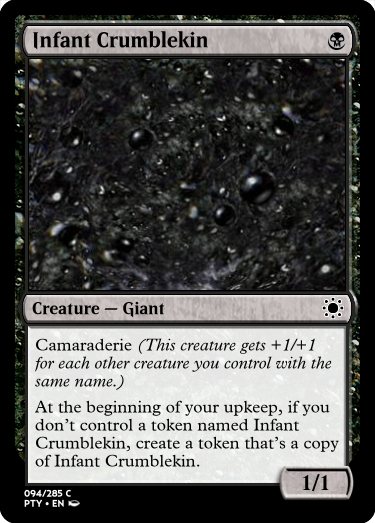 Infant Crumblekin
Creature — Giant
Camaraderie (This creature gets +1/+1
for each other creature you control with the
same name.)
At the beginning of your upkeep, if you
don't control a token named Infant
Crumblekin, create a token that's a copy
of Infant Crumblekin.
1/1
094/285 C
PTY • EN